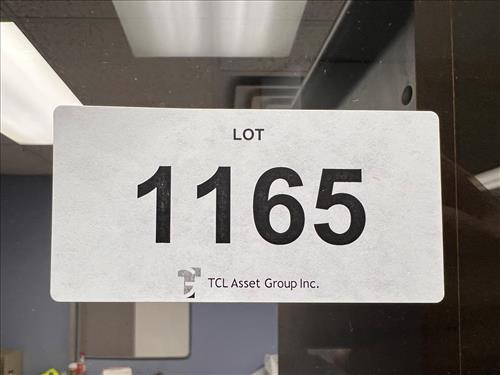 LOT
1165
TCL Asset Group Inc.